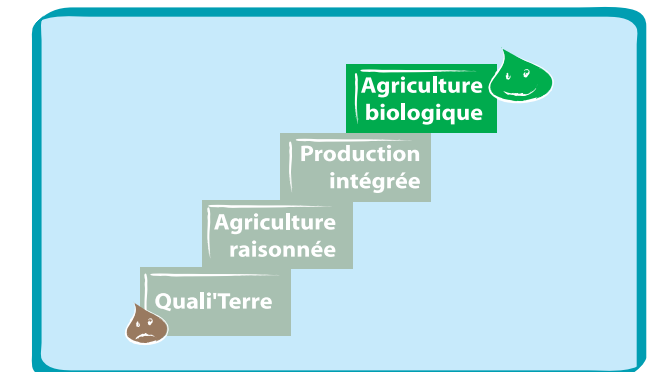 Agriculture
biologique
Production
intégrée
Agriculture
raisonnée
Quali'Terre